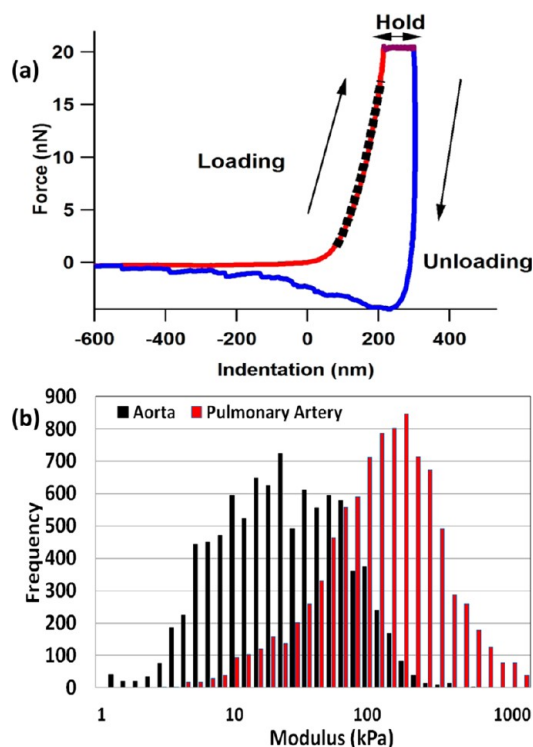 (a)
Hold
20
15
10
5
0
Force (nN)
Loading
Unloading
-600 -400 -200 0 200 400
Indentation (nm)
(b)
900
800
700
600
500
400
300
200
100
0
Frequency
Aorta Pulmonary Artery
1 10 100 1000
Modulus (kPa)